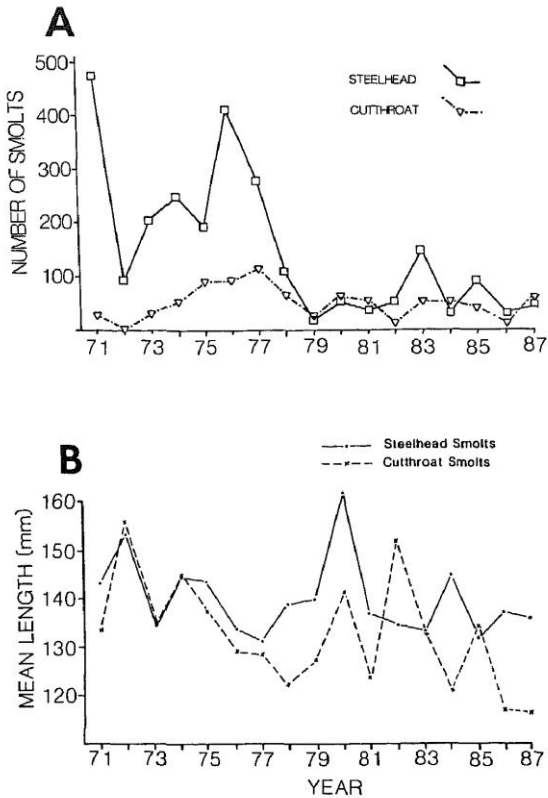 A
500
400
300
200
100
NUMBER OF SMOLTS
STEELHEAD
CUTTHROAT
71 73 75 77 79 81 83 85 87
B
Steelhead Smolts
Cutthroat Smolts
160
150
140
130
120
MEAN LENGTH (mm)
71 73 75 77 79 81 83 85 87
YEAR